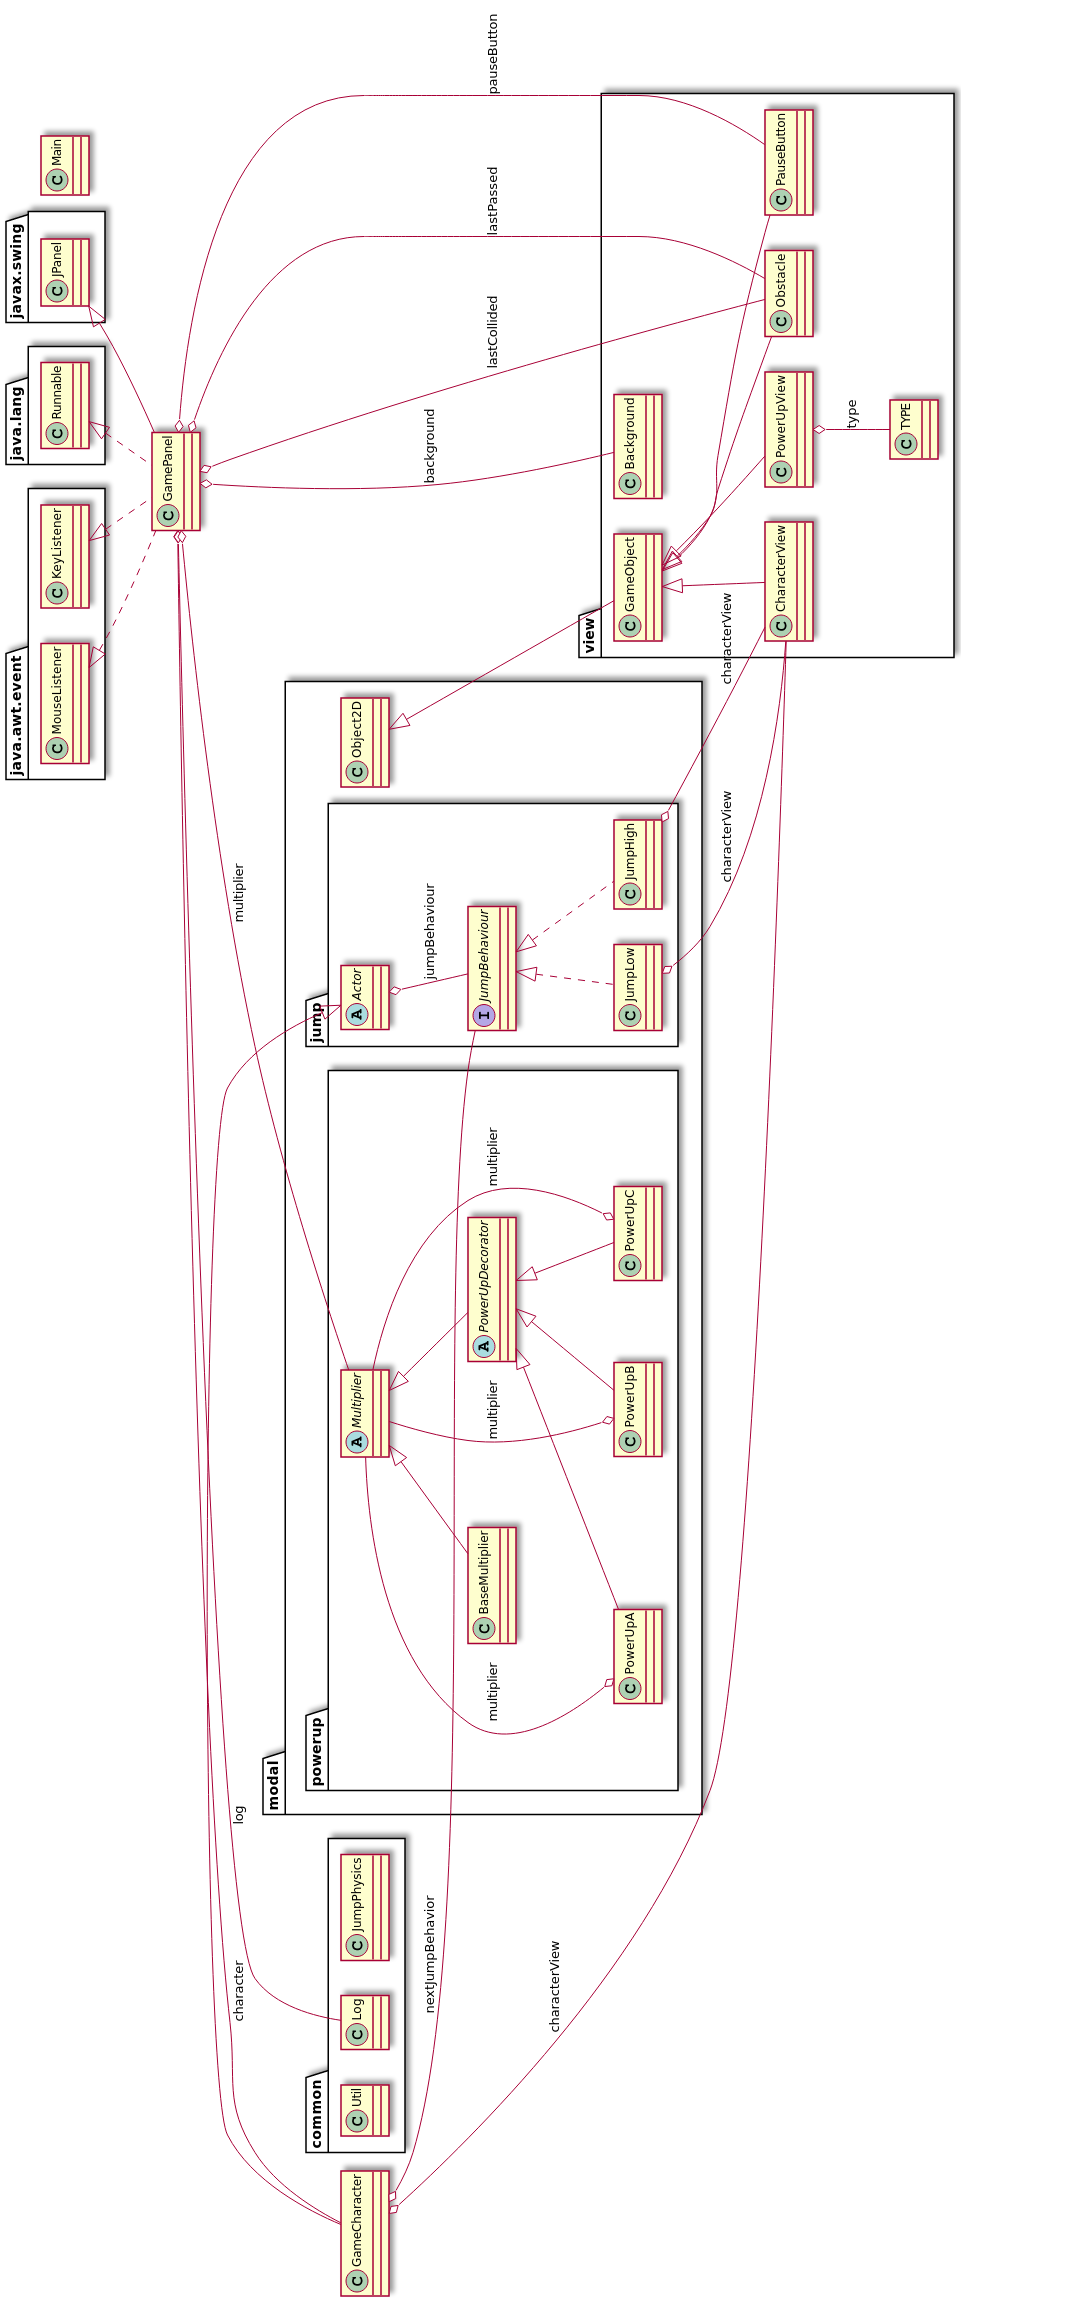 java.awt.event
java.lang
javax.swing
C MouseListener
C KeyListener
C Runnable
C JPanel
C Main
C GamePanel
character
log
multiplier
modal
common
powerup
jump
C GameCharacter
C Util
C Log
C JumpPhysics
A Multiplier
A Actor
C Object2D
nextJumpBehavior
jumpBehaviour
background
C BaseMultiplier
A PowerUpDecorator
I JumpBehaviour
multiplier
multiplier
multiplier
lastCollided
lastPassed
pauseButton
characterView
view
C PowerUpA
C PowerUpB
C PowerUpC
C JumpLow
C JumpHigh
C GameObject
C Background
characterView
characterView
C CharacterView
C PowerUpView
C Obstacle
C PauseButton
type
C TYPE